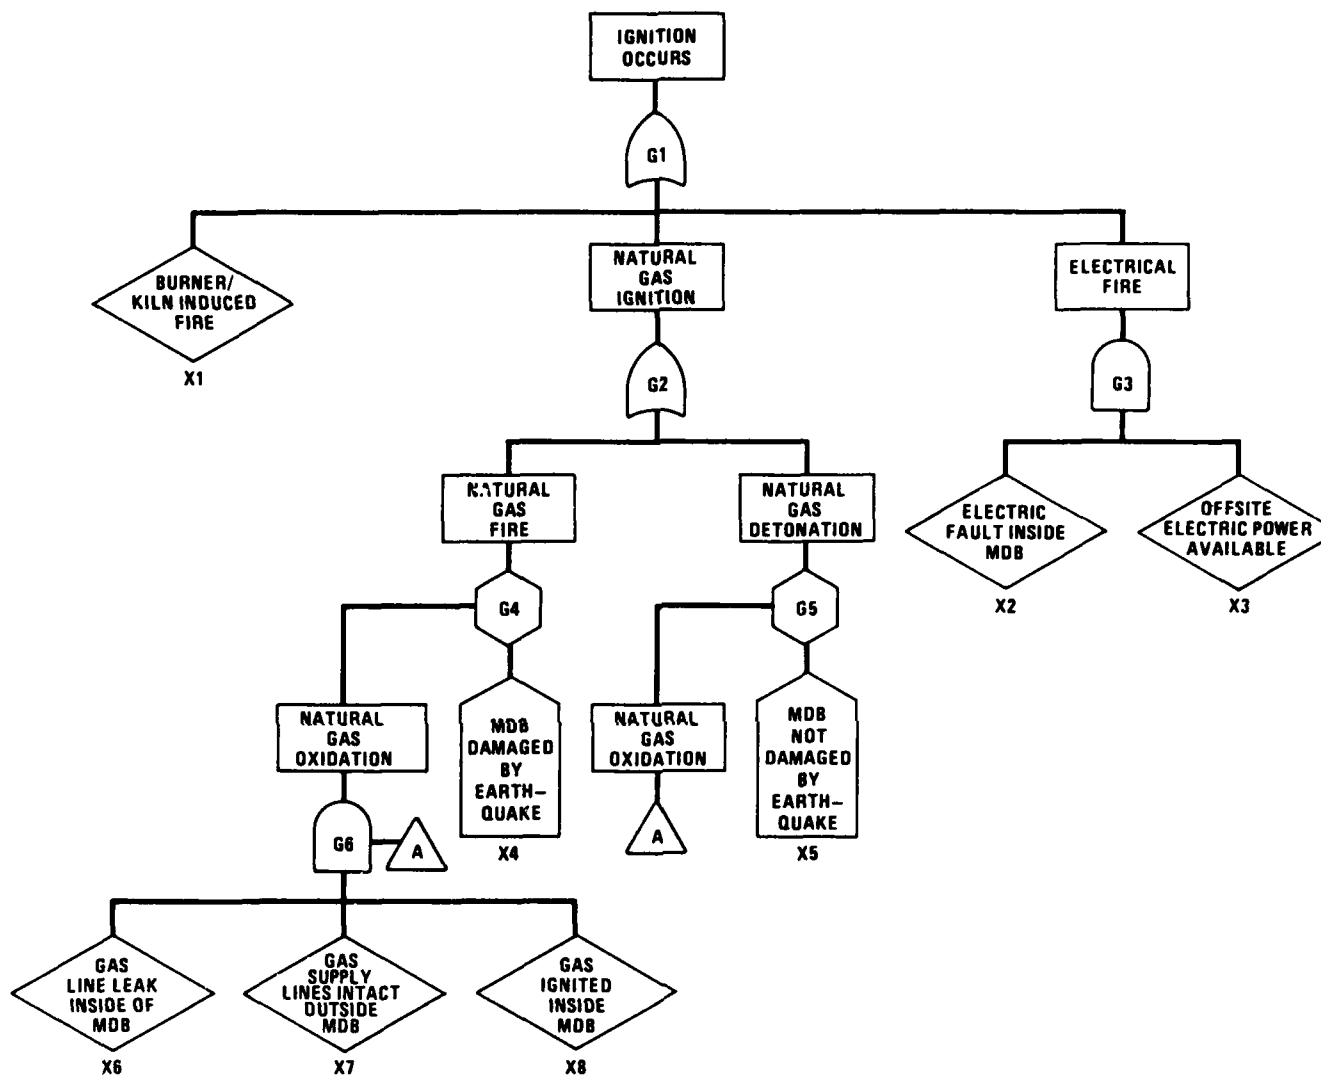 IGNITION
OCCURS
G1
BURNER/
KILN INDUCED
FIRE
X1
NATURAL
GAS
IGNITION
ELECTRICAL
FIRE
G2
G3
NATURAL
GAS
FIRE
NATURAL
GAS
DETONATION
ELECTRIC
FAULT INSIDE
MDB
X2
OFFSITE
ELECTRIC POWER
AVAILABLE
X3
G4
G5
NATURAL
GAS
OXIDATION
MDB
DAMAGED
BY
EARTH-
QUAKE
X4
NATURAL
GAS
OXIDATION
MDB
NOT
DAMAGED
BY
EARTH-
QUAKE
X5
G6
A
A
GAS
LINE LEAK
INSIDE OF
MDB
X6
GAS
SUPPLY
LINES INTACT
OUTSIDE
MDB
X7
GAS
IGNITED
INSIDE
MDB
X8